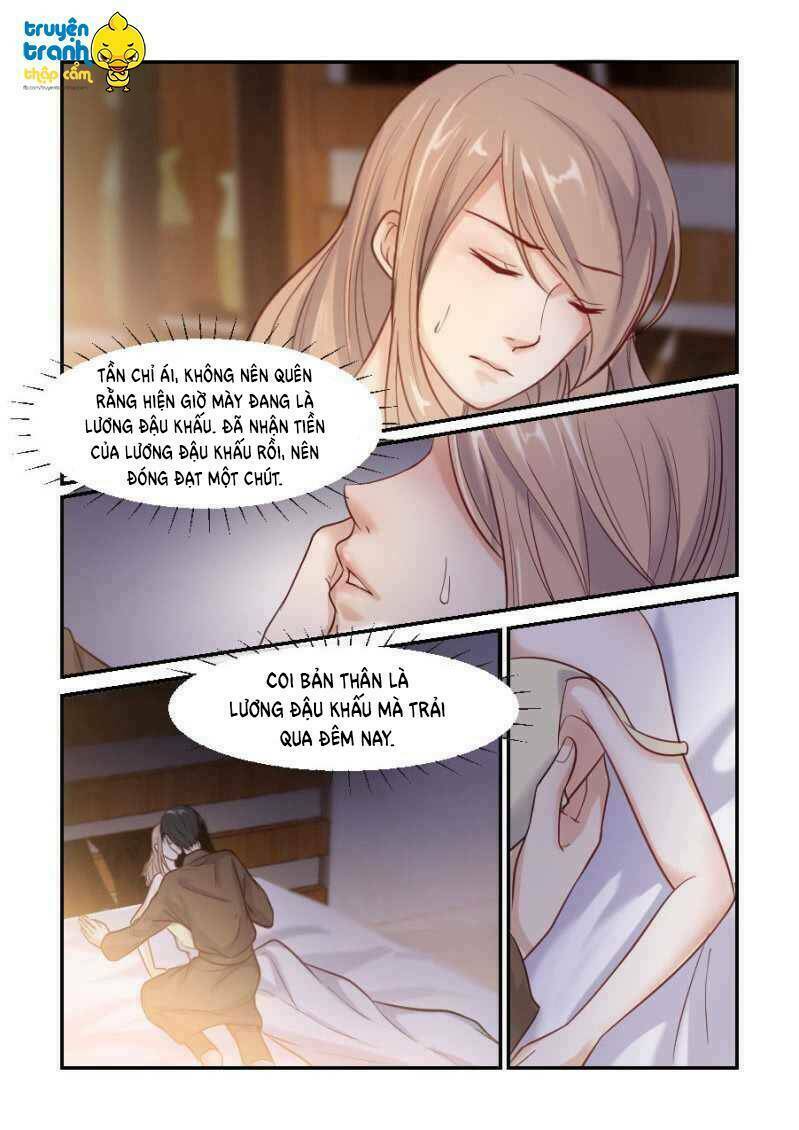 truyện
tranh
thập cẩm
TẦN CHỈ ÁI, KHÔNG NÊN QUÊN
RẰNG HIỆN GIỜ MÀY ĐANG LÀ
LƯƠNG ĐẬU KHẤU. ĐÃ NHẬN TIỀN
CỦA LƯƠNG ĐẬU KHẤU RỒI, NÊN
ĐÓNG ĐẠT MỘT CHÚT.
COI BẢN THÂN LÀ
LƯƠNG ĐẬU KHẤU MÀ TRẢI
QUA ĐÊM NAY.